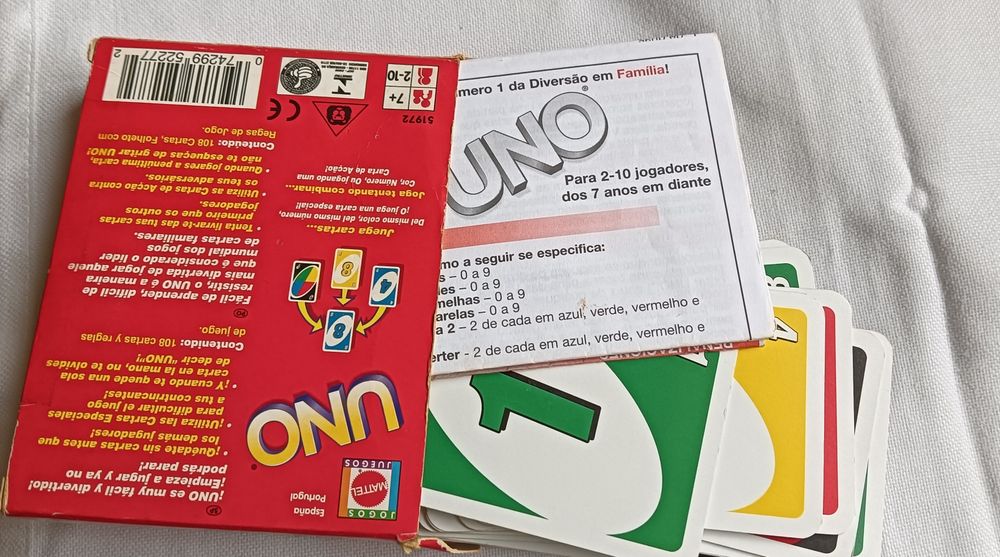 España
Portugal
JOGOS
MATTEL
JUEGOS
UNO®
SP
¡UNO es muy fácil y divertido!
¡Empieza a jugar y ya no
podrás parar!
• ¡Quédate sin cartas antes que
los demás jugadores!
• ¡Utiliza las Cartas Especiales
para dificultar el juego
a tus contrincantes!
• ¡Y cuando te quede una sola
carta en la mano, no te olvides
de decir "UNO"!
Contenido: 108 cartas y reglas
de juego.
PO
Fácil de aprender, difícil de
resistir, o UNO é a maneira
mais divertida de jogar aquele
que é considerado o líder
mundial dos jogos
de cartas familiares.
• Tenta livrar-te das tuas cartas
primeiro que os outros
jogadores.
• Utiliza as Cartas de Acção contra
os teus adversários.
• Quando jogares a penúltima carta,
não te esqueças de gritar UNO!
Conteúdo: 108 Cartas, Folheto com
Regras de Jogo.
8
8
1
8
Juega cartas...
Del mismo color, del mismo número,
¡O juega una carta especial!
Joga tentando combinar...
Cor, Número, Ou jogando uma
Carta de Acção!
51972
7+
2-10
CE
0 74299 52277 2
mero 1 da Diversão em Família!
UNO®
Para 2-10 jogadores,
dos 7 anos em diante
mo a seguir se especifica:
s – 0 a 9
des – 0 a 9
melhas – 0 a 9
arelas – 0 a 9
a 2 – 2 de cada em azul, verde, vermelho e
erter - 2 de cada em azul, verde, vermelho e
1